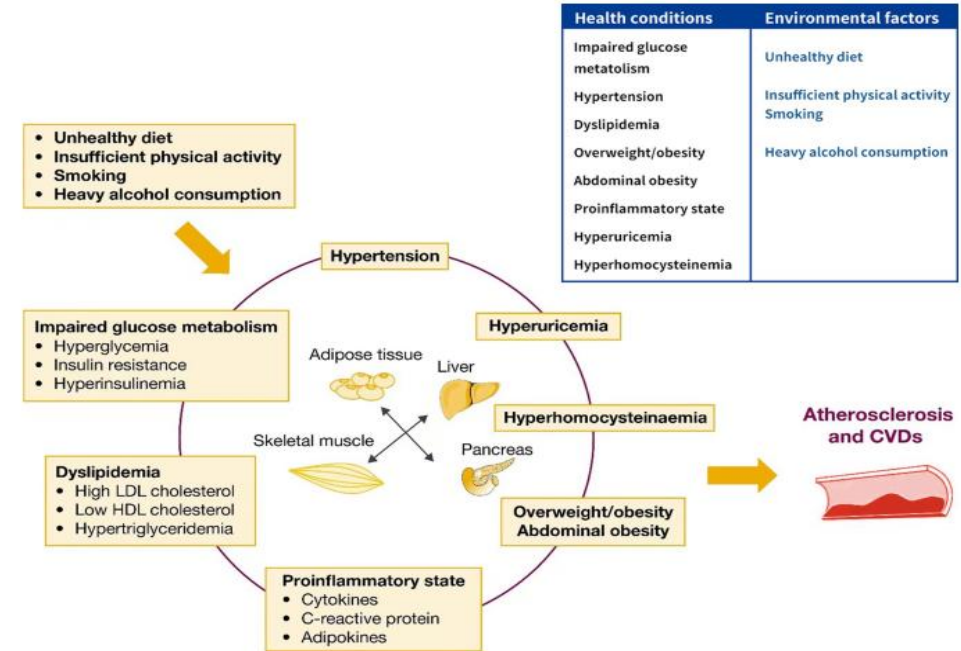 Health conditions
Environmental factors
Impaired glucose
metatolism
Unhealthy diet
Hypertension
Insufficient physical activity
Smoking
Dyslipidemia
Overweight/obesity
Heavy alcohol consumption
Abdominal obesity
Proinflammatory state
Hyperuricemia
Hyperhomocysteinemia
• Unhealthy diet
• Insufficient physical activity
• Smoking
• Heavy alcohol consumption
Hypertension
Impaired glucose metabolism
• Hyperglycemia
• Insulin resistance
• Hyperinsulinemia
Hyperuricemia
Adipose tissue
Liver
Hyperhomocysteinaemia
Skeletal muscle
Pancreas
Atherosclerosis
and CVDs
Dyslipidemia
• High LDL cholesterol
• Low HDL cholesterol
• Hypertriglyceridemia
Overweight/obesity
Abdominal obesity
Proinflammatory state
• Cytokines
• C-reactive protein
• Adipokines